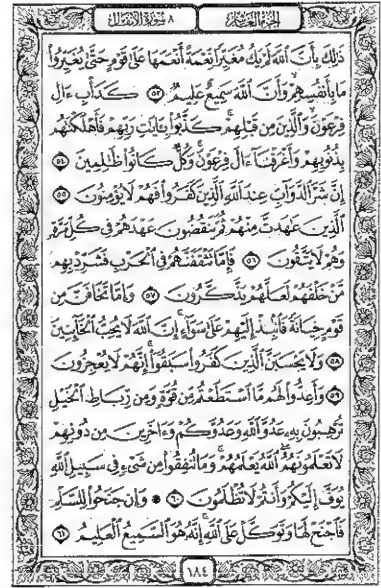 الجزء العاشر ٨ سورة الأنفال
ذَٰلِكَ بِأَنَّ ٱللَّهَ لَمْ يَكُ مُغَيِّرًا نِّعْمَةً أَنْعَمَهَا عَلَىٰ قَوْمٍ حَتَّىٰ يُغَيِّرُوا۟
مَا بِأَنفُسِهِمْ وَأَنَّ ٱللَّهَ سَمِيعٌ عَلِيمٌ ٥٣ كَدَأْبِ ءَالِ
فِرْعَوْنَ وَٱلَّذِينَ مِن قَبْلِهِمْ كَذَّبُوا۟ بِـَٔايَٰتِ رَبِّهِمْ فَأَهْلَكْنَٰهُم
بِذُنُوبِهِمْ وَأَغْرَقْنَآ ءَالَ فِرْعَوْنَ وَكُلٌّ كَانُوا۟ ظَٰلِمِينَ ٥٤
إِنَّ شَرَّ ٱلدَّوَآبِّ عِندَ ٱللَّهِ ٱلَّذِينَ كَفَرُوا۟ فَهُمْ لَا يُؤْمِنُونَ ٥٥
ٱلَّذِينَ عَٰهَدتَّ مِنْهُمْ ثُمَّ يَنقُضُونَ عَهْدَهُمْ فِى كُلِّ مَرَّةٍ
وَهُمْ لَا يَتَّقُونَ ٥٦ فَإِمَّا تَثْقَفَنَّهُمْ فِى ٱلْحَرْبِ فَشَرِّدْ بِهِم
مَّنْ خَلْفَهُمْ لَعَلَّهُمْ يَذَّكَّرُونَ ٥٧ وَإِمَّا تَخَافَنَّ مِن
قَوْمٍ خِيَانَةً فَٱنۢبِذْ إِلَيْهِمْ عَلَىٰ سَوَآءٍ إِنَّ ٱللَّهَ لَا يُحِبُّ ٱلْخَآئِنِينَ
٥٨ وَلَا يَحْسَبَنَّ ٱلَّذِينَ كَفَرُوا۟ سَبَقُوٓا۟ إِنَّهُمْ لَا يُعْجِزُونَ
٥٩ وَأَعِدُّوا۟ لَهُم مَّا ٱسْتَطَعْتُم مِّن قُوَّةٍ وَمِن رِّبَاطِ ٱلْخَيْلِ
تُرْهِبُونَ بِهِۦ عَدُوَّ ٱللَّهِ وَعَدُوَّكُمْ وَءَاخَرِينَ مِن دُونِهِمْ
لَا تَعْلَمُونَهُمُ ٱللَّهُ يَعْلَمُهُمْ وَمَا تُنفِقُوا۟ مِن شَىْءٍ فِى سَبِيلِ ٱللَّهِ
يُوَفَّ إِلَيْكُمْ وَأَنتُمْ لَا تُظْلَمُونَ ٦٠ ۞ وَإِن جَنَحُوا۟ لِلسَّلْمِ
فَٱجْنَحْ لَهَا وَتَوَكَّلْ عَلَى ٱللَّهِ إِنَّهُۥ هُوَ ٱلسَّمِيعُ ٱلْعَلِيمُ ٦١
١٨٤